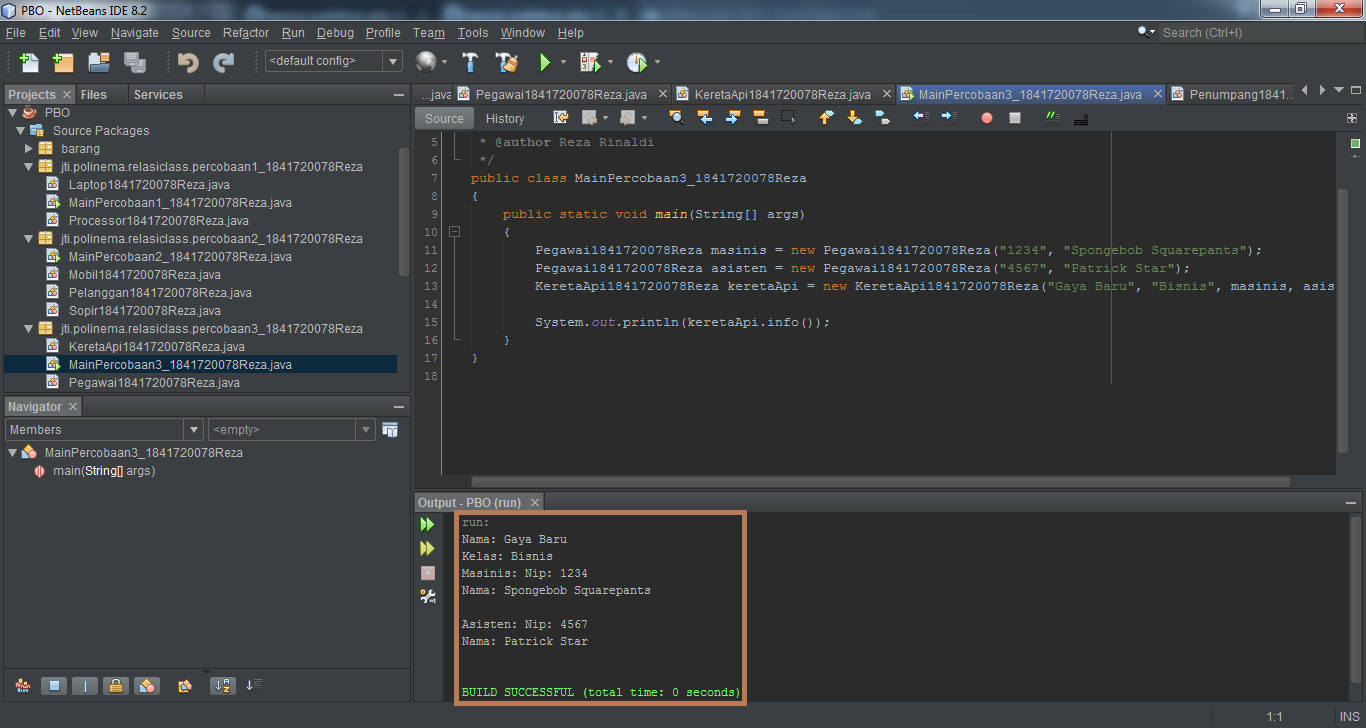 PBO - NetBeans IDE 8.2
File Edit View Navigate Source Refactor Run Debug Profile Team Tools Window Help
Search (Ctrl+I)
<default config>
Projects Files Services
PBO
Source Packages
barang
jti.polinema.relasiclass.percobaan1_1841720078Reza
Laptop1841720078Reza.java
MainPercobaan1_1841720078Reza.java
Processor1841720078Reza.java
jti.polinema.relasiclass.percobaan2_1841720078Reza
MainPercobaan2_1841720078Reza.java
Mobil1841720078Reza.java
Pelanggan1841720078Reza.java
Sopir1841720078Reza.java
jti.polinema.relasiclass.percobaan3_1841720078Reza
KeretaApi1841720078Reza.java
MainPercobaan3_1841720078Reza.java
Pegawai1841720078Reza.java
Navigator
Members <empty>
MainPercobaan3_1841720078Reza
main(String[] args)
...java Pegawai1841720078Reza.java KeretaApi1841720078Reza.java MainPercobaan3_1841720078Reza.java Penumpang1841...
Source History
5 * @author Reza Rinaldi
6 */
7 public class MainPercobaan3_1841720078Reza
8 {
9 public static void main(String[] args)
10 {
11 Pegawai1841720078Reza masinis = new Pegawai1841720078Reza("1234", "Spongebob Squarepants");
12 Pegawai1841720078Reza asisten = new Pegawai1841720078Reza("4567", "Patrick Star");
13 KeretaApi1841720078Reza keretaApi = new KeretaApi1841720078Reza("Gaya Baru", "Bisnis", masinis, asis
14
15 System.out.println(keretaApi.info());
16 }
17 }
18
Output - PBO (run)
run:
Nama: Gaya Baru
Kelas: Bisnis
Masinis: Nip: 1234
Nama: Spongebob Squarepants
Asisten: Nip: 4567
Nama: Patrick Star
BUILD SUCCESSFUL (total time: 0 seconds)
1:1 INS